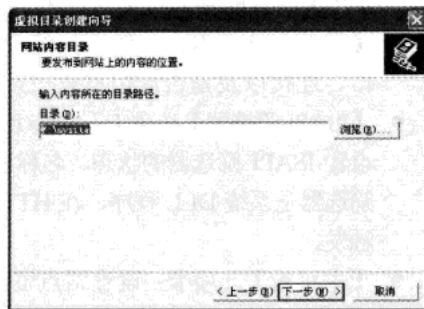 虚拟目录创建向导
网站内容目录
要发布到网站上的内容的位置。
输入内容所在的目录路径。
目录(D):
浏览(R)...
<上一步(B)
下一步(N)>
取消